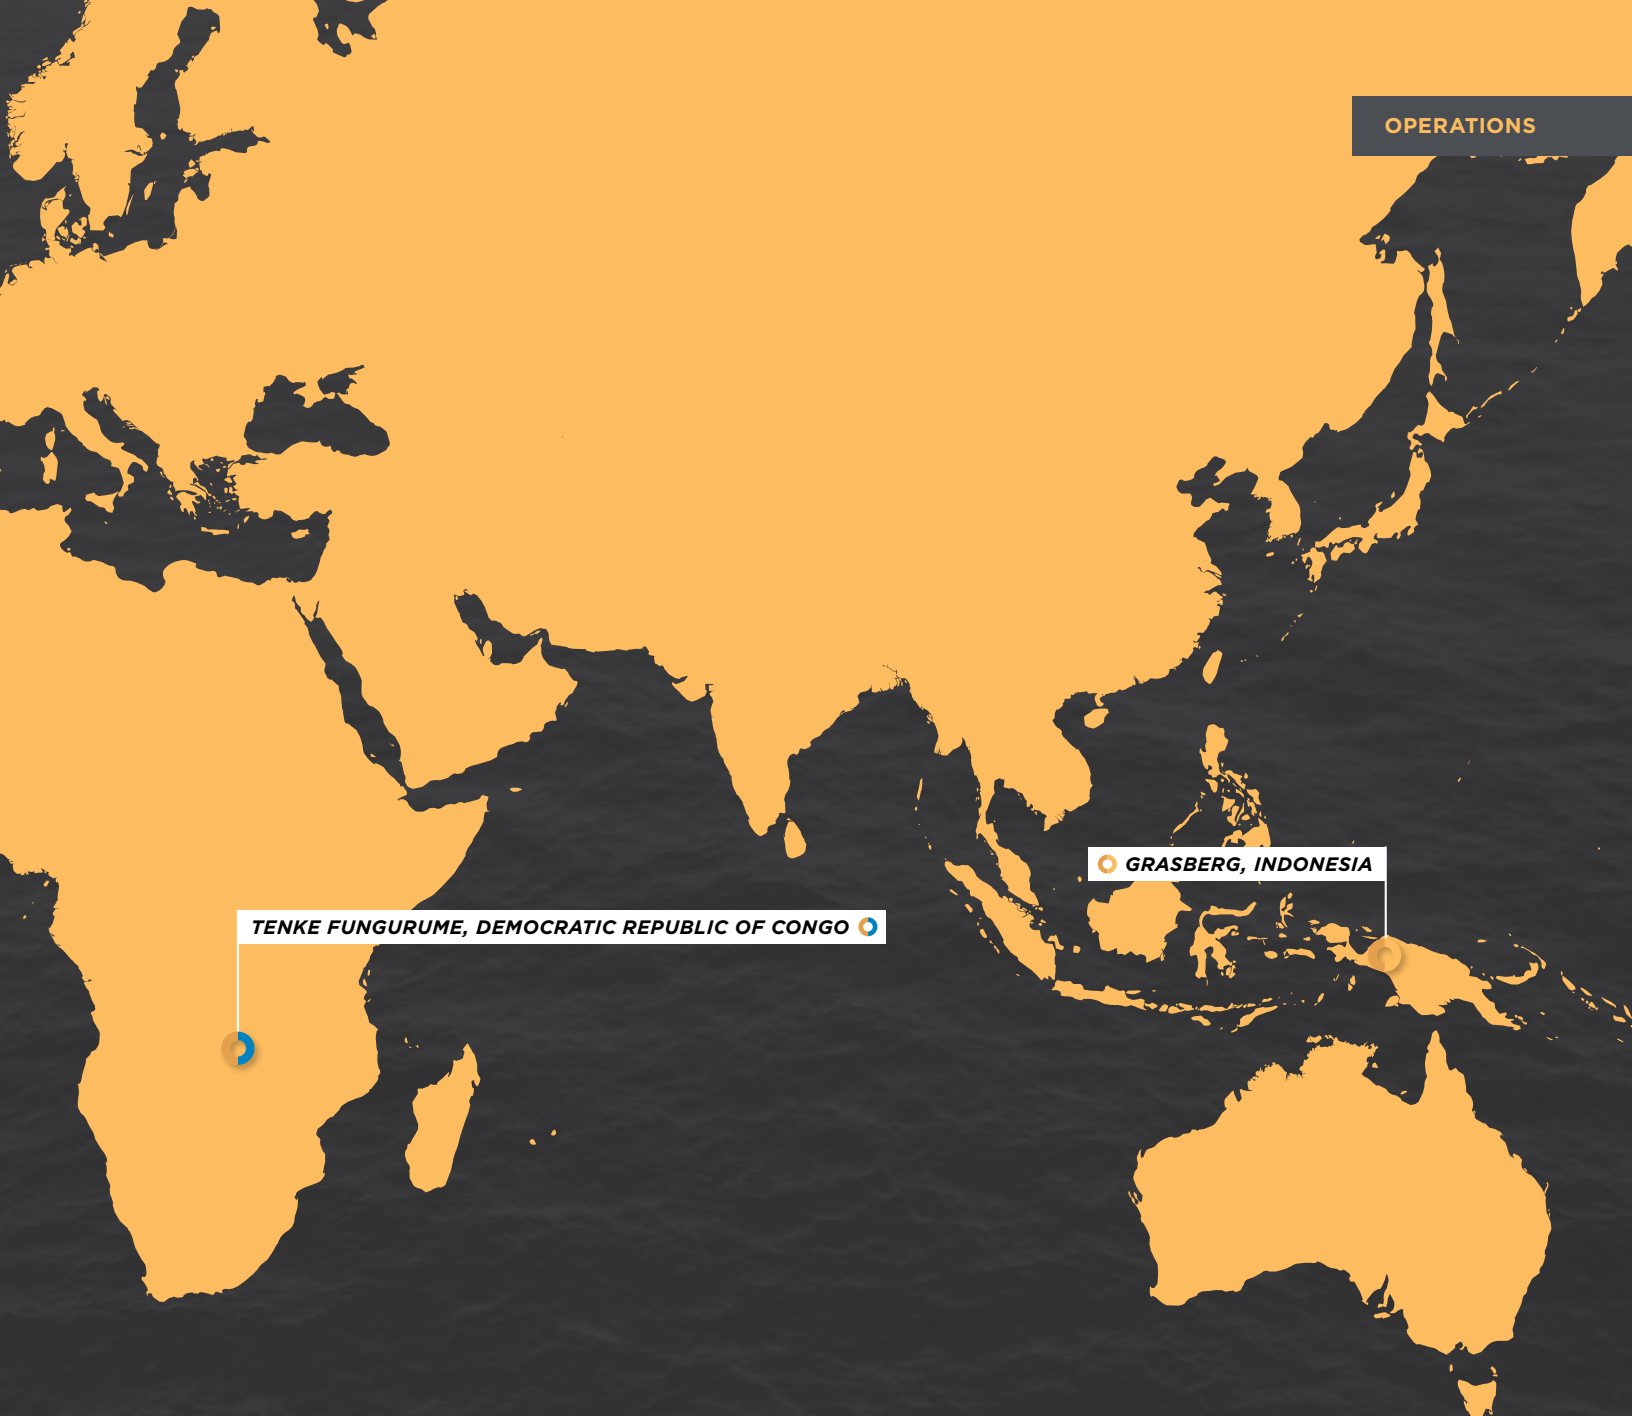 OPERATIONS
GRASBERG, INDONESIA
TENKE FUNGURUME, DEMOCRATIC REPUBLIC OF CONGO